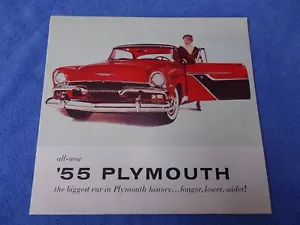 all-new
'55 PLYMOUTH
the biggest car in Plymouth history...longer, lower, wider!